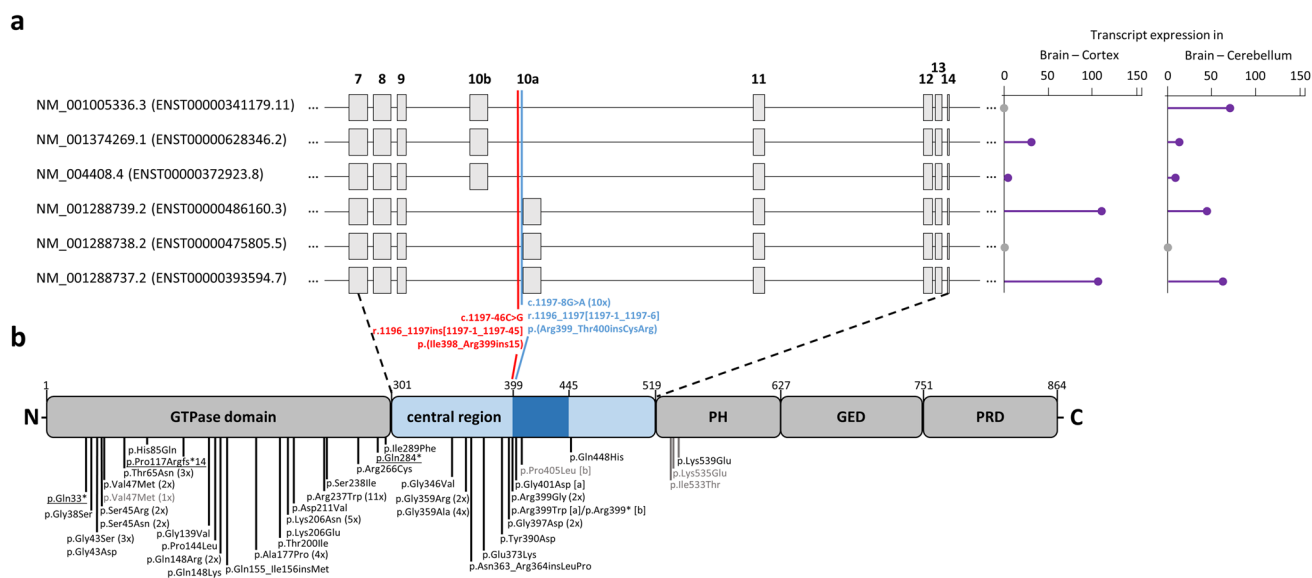 a
Transcript expression in
Brain – Cortex
Brain – Cerebellum
0 50 100 150
0 50 100 150
7 8 9 10b 10a 11 12 13 14
NM_001005336.3 (ENST00000341179.11)
... ...
NM_001374269.1 (ENST00000628346.2)
... ...
NM_004408.4 (ENST00000372923.8)
... ...
NM_001288739.2 (ENST00000486160.3)
... ...
NM_001288738.2 (ENST00000475805.5)
... ...
NM_001288737.2 (ENST00000393594.7)
... ...
c.1197-46C>G
r.1196_1197ins[1197-1_1197-45]
p.(Ile398_Arg399ins15)
c.1197-8G>A (10x)
r.1196_1197[1197-1_1197-6]
p.(Arg399_Thr400insCysArg)
b
1 301 399 445 519 627 751 864
N GTPase domain central region PH GED PRD C
p.His85Gln
p.Pro117Argfs*14
p.Thr65Asn (3x)
p.Val47Met (2x)
p.Val47Met (1x)
p.Gln33*
p.Ser45Arg (2x)
p.Gly38Ser
p.Ser45Asn (2x)
p.Gly43Ser (3x)
p.Gly43Asp
p.Gly139Val
p.Pro144Leu
p.Gln148Arg (2x)
p.Gln148Lys
p.Gln155_Ile156insMet
p.Ala177Pro (4x)
p.Thr200Ile
p.Lys206Glu
p.Lys206Asn (5x)
p.Asp211Val
p.Arg237Trp (11x)
p.Ser238Ile
p.Arg266Cys
p.Gln284*
p.Ile289Phe
p.Gly346Val
p.Gly359Arg (2x)
p.Gly359Ala (4x)
p.Asn363_Arg364insLeuPro
p.Glu373Lys
p.Tyr390Asp
p.Gly397Asp (2x)
p.Arg399Trp [a]/p.Arg399* [b]
p.Arg399Gly (2x)
p.Gly401Asp [a]
p.Pro405Leu [b]
p.Gln448His
p.Lys539Glu
p.Lys535Glu
p.Ile533Thr